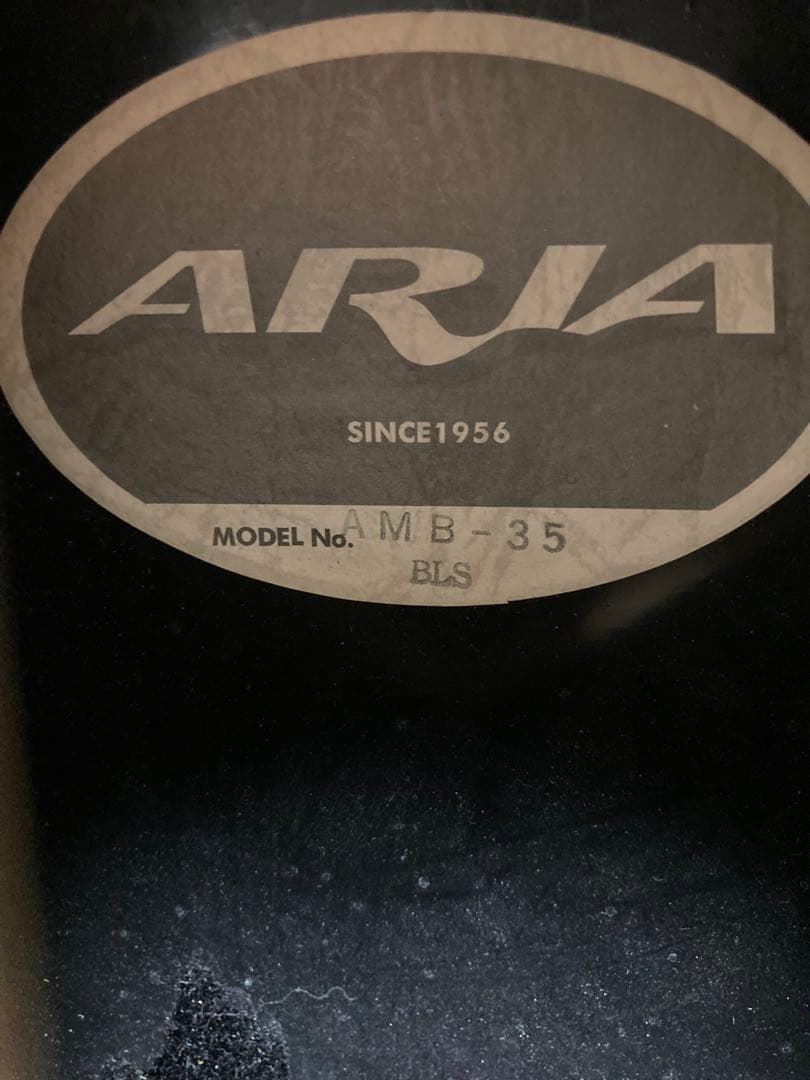 ARIA
SINCE1956
MODEL No. AMB-35
BLS